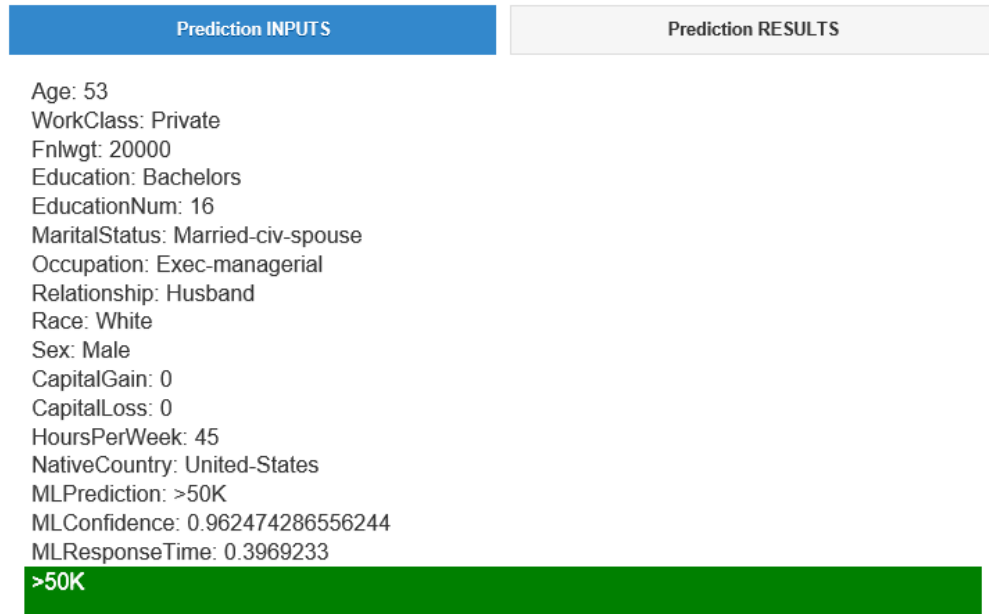 Prediction INPUTS
Prediction RESULTS
Age: 53
WorkClass: Private
Fnlwgt: 20000
Education: Bachelors
EducationNum: 16
MaritalStatus: Married-civ-spouse
Occupation: Exec-managerial
Relationship: Husband
Race: White
Sex: Male
CapitalGain: 0
CapitalLoss: 0
HoursPerWeek: 45
NativeCountry: United-States
MLPrediction: >50K
MLConfidence: 0.962474286556244
MLResponseTime: 0.3969233
>50K